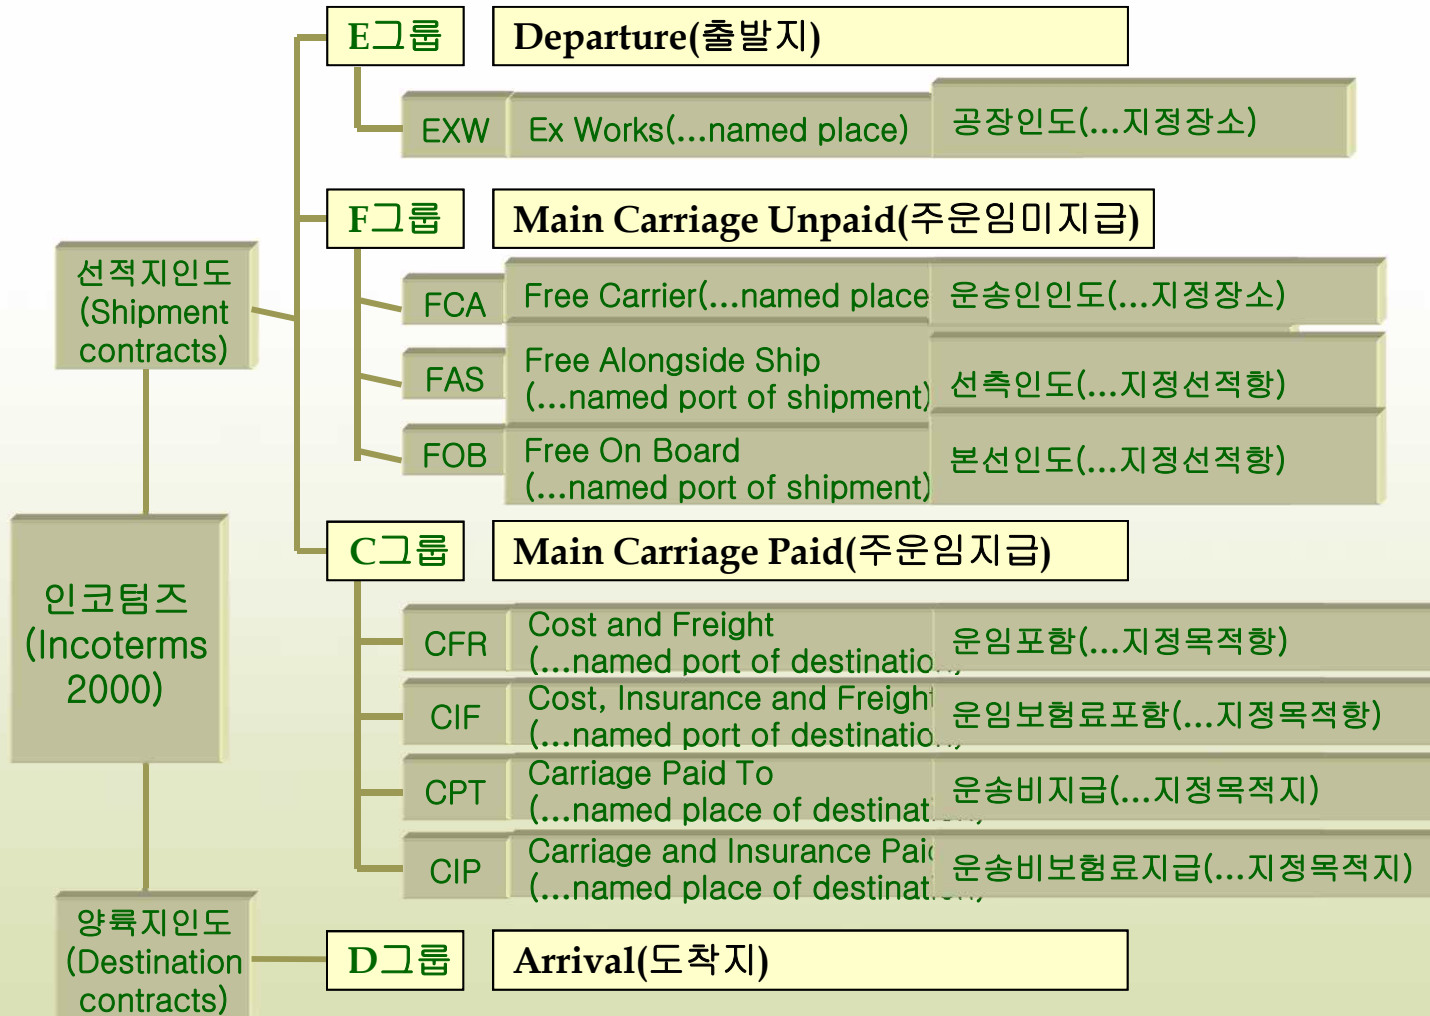 E그룹
Departure(출발지)
EXW
Ex Works(...named place)
공장인도(...지정장소)
F그룹
Main Carriage Unpaid(주운임미지급)
선적지인도
(Shipment
contracts)
FCA
Free Carrier(...named place
운송인인도(...지정장소)
FAS
Free Alongside Ship
(...named port of shipment)
선측인도(...지정선적항)
FOB
Free On Board
(...named port of shipment)
본선인도(...지정선적항)
C그룹
Main Carriage Paid(주운임지급)
인코텀즈
(Incoterms
2000)
CFR
Cost and Freight
(...named port of
운임포함(...지정목적항)
CIF
Cost, Insurance and
(...named port of
운임보험료포함(...지정목적항)
CPT
Carriage Paid To
(...named place of
운송비지급(...지정목적지)
CIP
Carriage and Insurance
(...named place of
운송비보험료지급(...지정목적지)
양륙지인도
(Destination
contracts)
D그룹
Arrival(도착지)